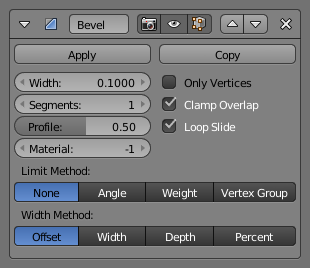 Bevel
Apply Copy
Width: 0.1000 Only Vertices
Segments: 1 Clamp Overlap
Profile: 0.50 Loop Slide
Material: -1
Limit Method:
None Angle Weight Vertex Group
Width Method:
Offset Width Depth Percent